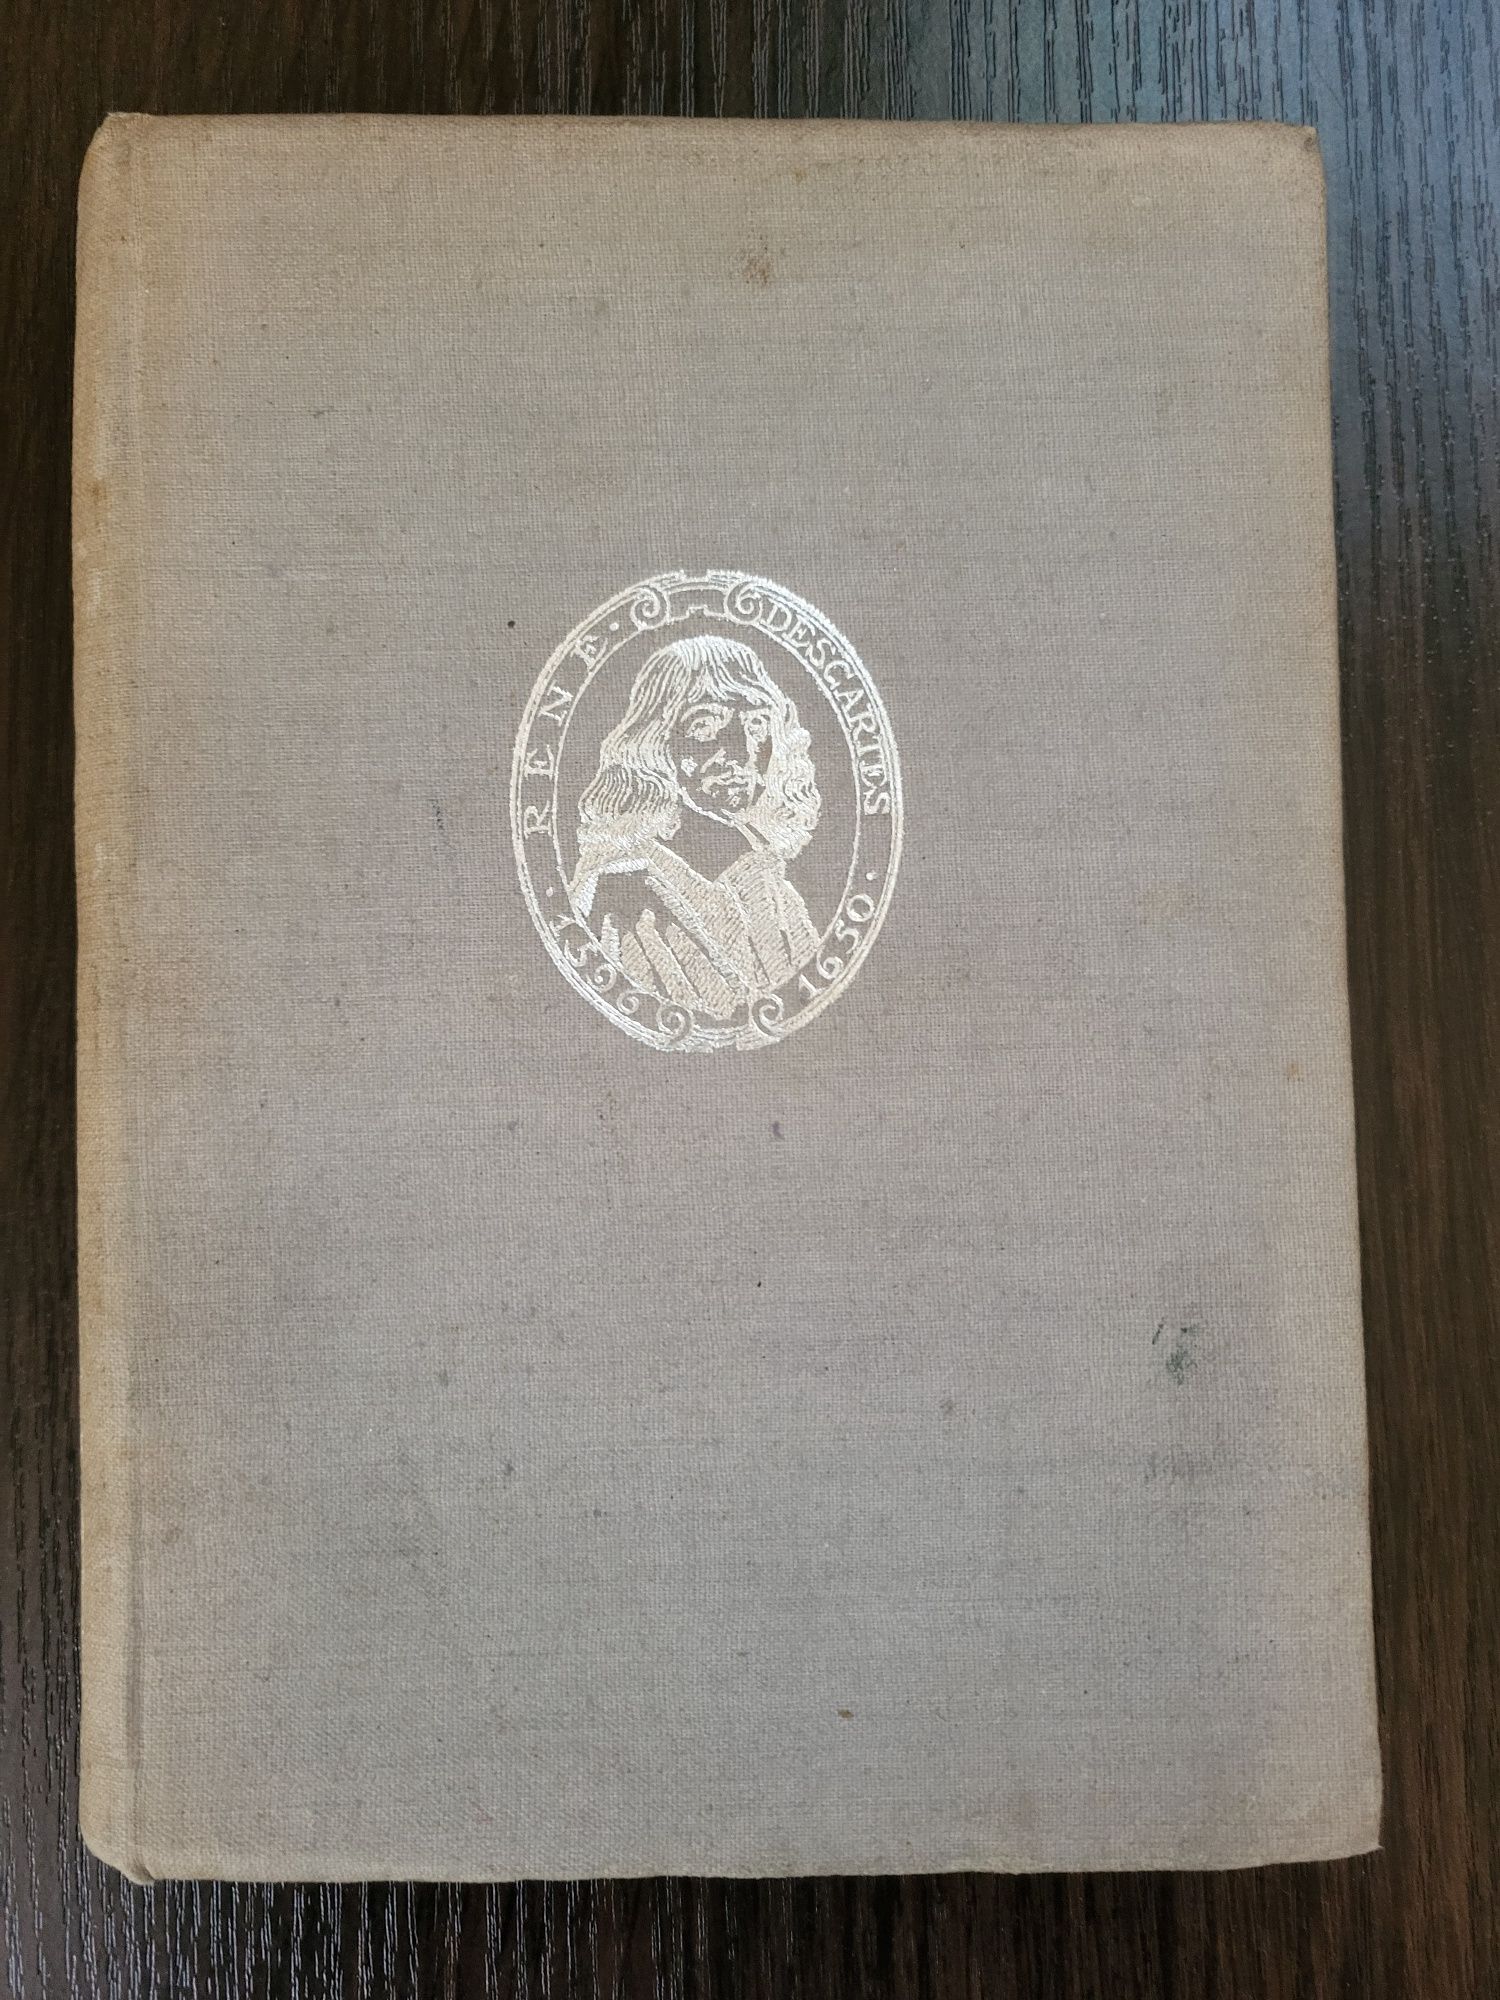 · RENE ·
DESCARTES ·
1596
1650